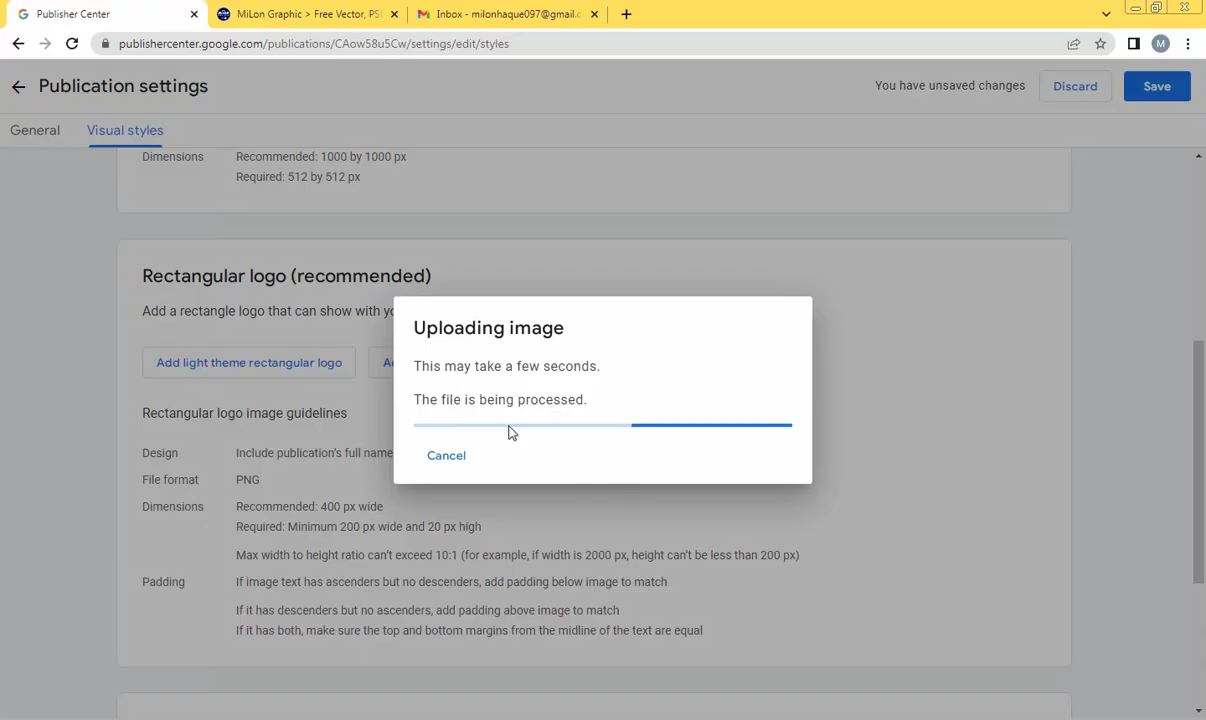 Publisher Center
MiLon Graphic > Free Vector, PS
Inbox - milonhaque097@gmail.c
publishercenter.google.com/publications/CAow58u5Cw/settings/edit/styles
M
Publication settings
You have unsaved changes
Discard
Save
General
Visual styles
Dimensions
Recommended: 1000 by 1000 px
Required: 512 by 512 px
Rectangular logo (recommended)
Add a rectangle logo that can show with yo
Add light theme rectangular logo
Uploading image
This may take a few seconds.
The file is being processed.
Cancel
Rectangular logo image guidelines
Design
Include publication's full name
File format
PNG
Dimensions
Recommended: 400 px wide
Required: Minimum 200 px wide and 20 px high
Max width to height ratio can't exceed 10:1 (for example, if width is 2000 px, height can't be less than 200 px)
Padding
If image text has ascenders but no descenders, add padding below image to match
If it has descenders but no ascenders, add padding above image to match
If it has both, make sure the top and bottom margins from the midline of the text are equal